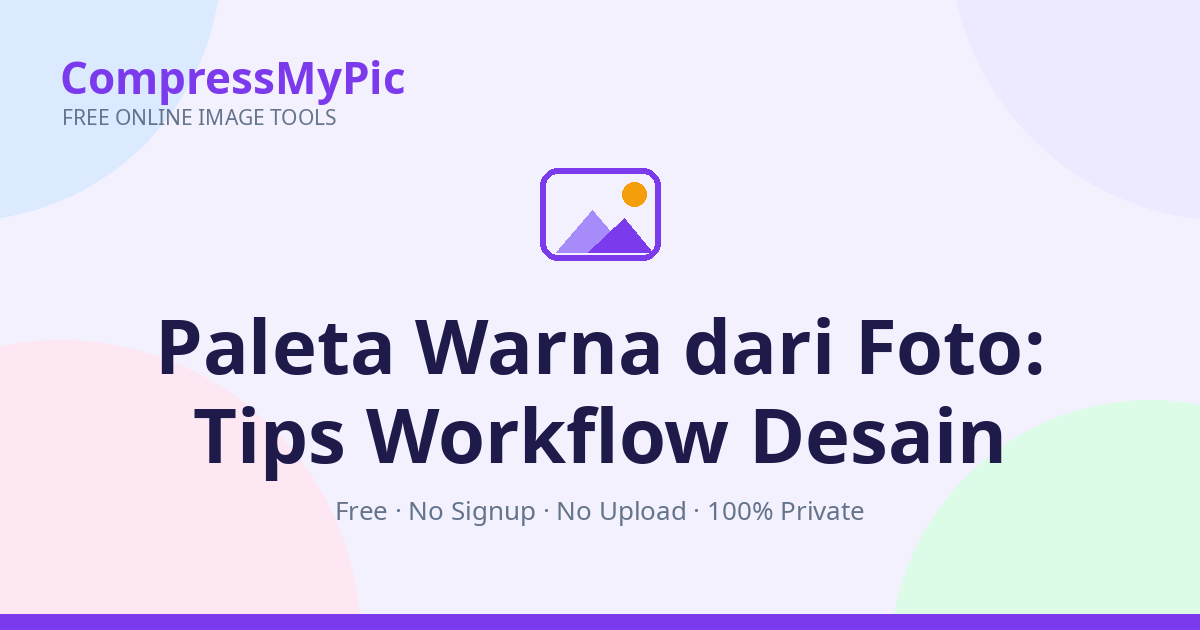 CompressMyPic
FREE ONLINE IMAGE TOOLS
Paleta Warna dari Foto:
Tips Workflow Desain
Free · No Signup · No Upload · 100% Private